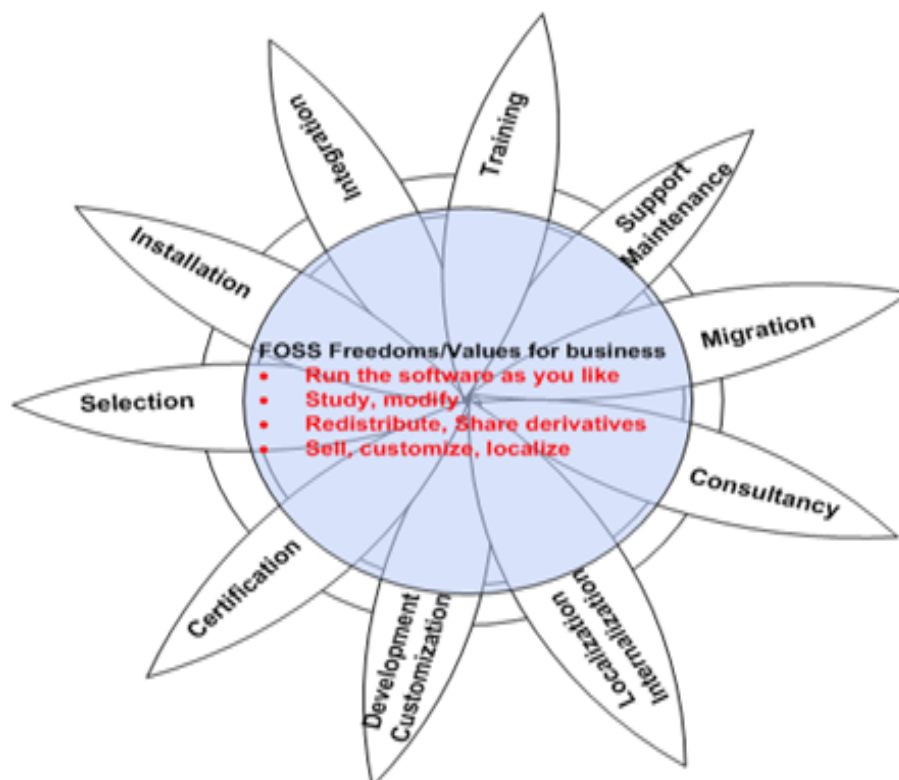 Training
Integration
Support
Maintenance
Installation
Migration
FOSS Freedoms/Values for business
• Run the software as you like
• Study, modify
• Redistribute, Share derivatives
• Sell, customize, localize
Selection
Consultancy
Certification
Development
Customization
Localization
Internalization